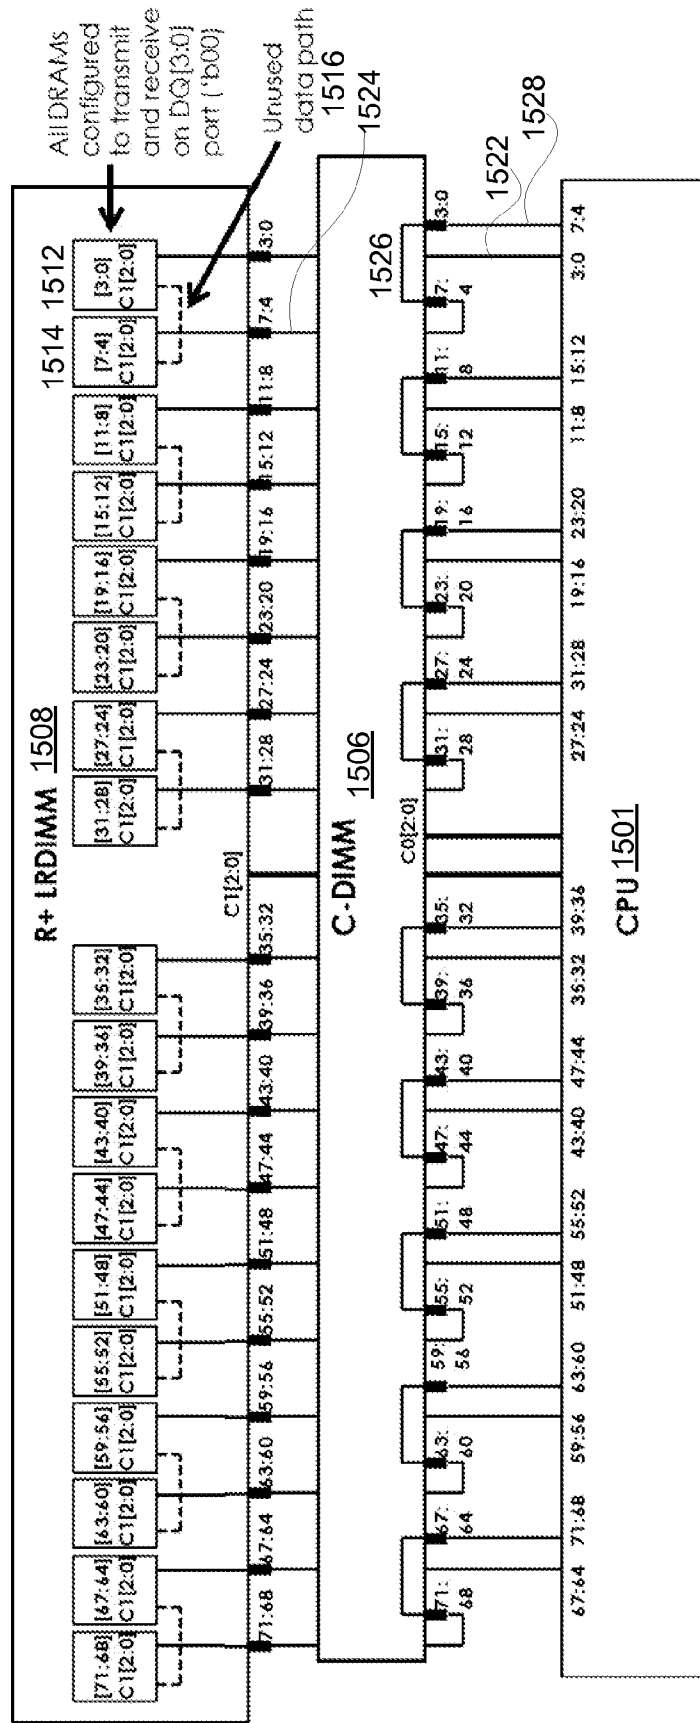 R+ LRDIMM 1508
1514 1512
[71:68] [67:64] [63:60] [59:56] [55:52] [51:48] [47:44] [43:40] [39:36] [35:32] [31:28] [27:24] [23:20] [19:16] [15:12] [11:8] [7:4] [3:0]
C1[2:0] C1[2:0] C1[2:0] C1[2:0] C1[2:0] C1[2:0] C1[2:0] C1[2:0] C1[2:0] C1[2:0] C1[2:0] C1[2:0] C1[2:0] C1[2:0] C1[2:0] C1[2:0] C1[2:0] C1[2:0]
All DRAMs
configured
to transmit
and receive
on DQ[3:0]
port ('b00)
Unused
data path
C1[2:0]
71:68 67:64 63:60 59:56 55:52 51:48 47:44 43:40 39:36 35:32 31:28 27:24 23:20 19:16 15:12 11:8 7:4 3:0
1516
1524
C-DIMM 1506
1526
C0[2:0]
71: 67: 63: 59: 55: 51: 47: 43: 39: 35: 31: 27: 23: 19: 15: 11: 7: 3:0
68 64 60 56 52 48 44 40 36 32 28 24 20 16 12 8 4
1522
1528
67:64 71:68 59:56 63:60 51:48 55:52 43:40 47:44 35:32 39:36 27:24 31:28 19:16 23:20 11:8 15:12 3:0 7:4
CPU 1501